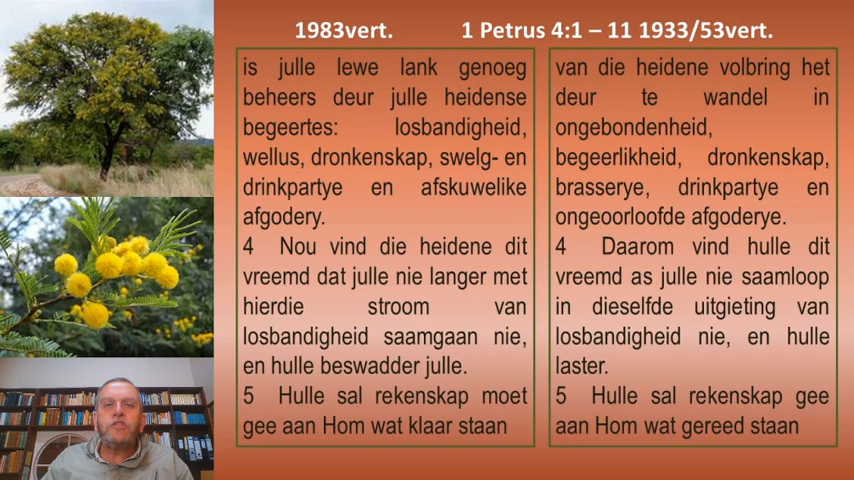 1983vert. 1 Petrus 4:1 – 11 1933/53vert.
is julle lewe lank genoeg
beheers deur julle heidense
begeertes: losbandigheid,
wellus, dronkenskap, swelg- en
drinkpartye en afskuwelike
afgodery.
4 Nou vind die heidene dit
vreemd dat julle nie langer met
hierdie stroom van
losbandigheid saamgaan nie,
en hulle beswadder julle.
5 Hulle sal rekenskap moet
gee aan Hom wat klaar staan
van die heidene volbring het
deur te wandel in
ongebondenheid,
begeerlikheid, dronkenskap,
brasserye, drinkpartye en
ongeoorloofde afgoderye.
4 Daarom vind hulle dit
vreemd as julle nie saamloop
in dieselfde uitgieting van
losbandigheid nie, en hulle
laster.
5 Hulle sal rekenskap gee
aan Hom wat gereed staan